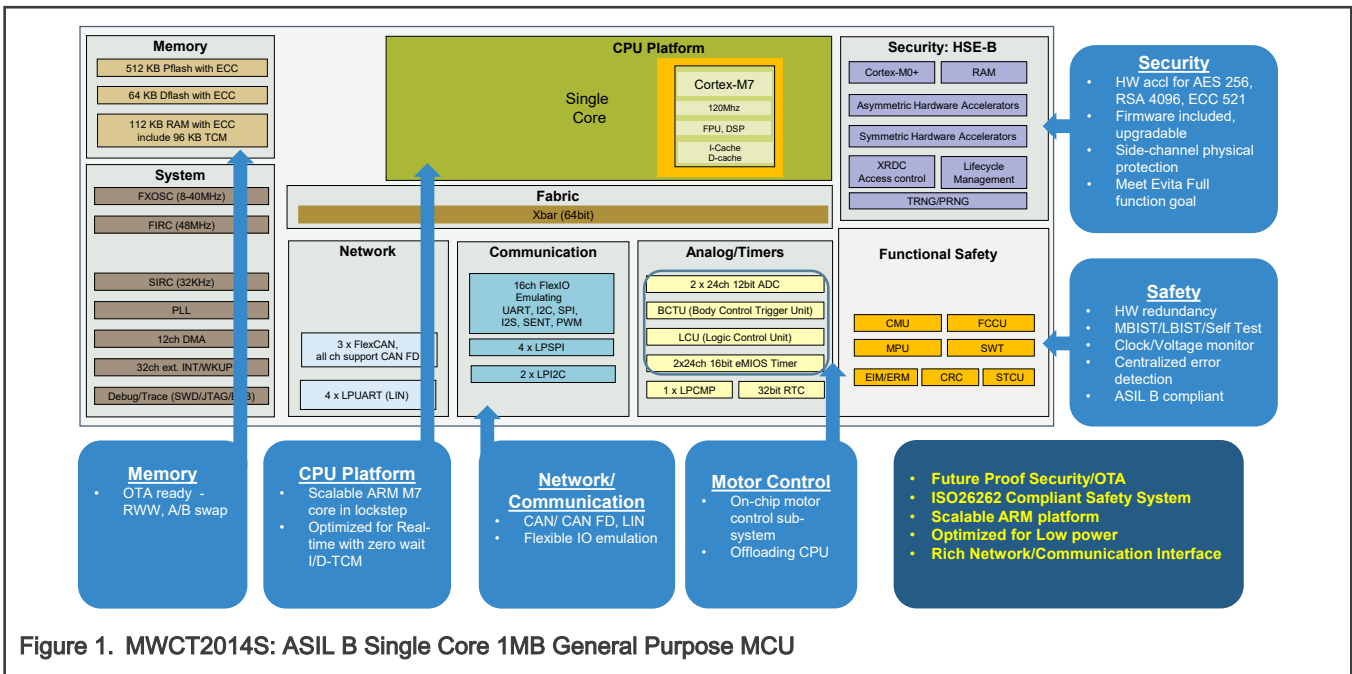 Memory
512 KB Pflash with ECC
64 KB Dflash with ECC
112 KB RAM with ECC
include 96 KB TCM
System
FXOSC (8-40MHz)
FIRC (48MHz)
SIRC (32KHz)
PLL
12ch DMA
32ch ext. INT/WKUP
Debug/Trace (SWD/JTAG/
CPU Platform
Single
Core
Cortex-M7
120Mhz
FPU, DSP
I-Cache
D-cache
Fabric
Xbar (64bit)
Network
3 x FlexCAN,
all ch support CAN FD
4 x LPUART (LIN)
Communication
16ch FlexIO
Emulating
UART, I2C, SPI,
I2S, SENT, PWM
4 x LPSPI
2 x LPI2C
Analog/Timers
2 x 24ch 12bit ADC
BCTU (Body Control Trigger Unit)
LCU (Logic Control Unit)
2x24ch 16bit eMIOS Timer
1 x LPCMP
32bit RTC
Security: HSE-B
Cortex-M0+
RAM
Asymmetric Hardware Accelerators
Symmetric Hardware Accelerators
XRDC
Access control
Lifecycle
Management
TRNG/PRNG
Functional Safety
CMU
FCCU
MPU
SWT
EIM/ERM
CRC
STCU
Security
• HW accl for AES 256,
RSA 4096, ECC 521
• Firmware included,
upgradable
• Side-channel physical
protection
• Meet Evita Full
function goal
Safety
• HW redundancy
• MBIST/LBIST/Self Test
• Clock/Voltage monitor
• Centralized error
detection
• ASIL B compliant
Memory
• OTA ready -
RWW, A/B swap
CPU Platform
• Scalable ARM M7
core in lockstep
• Optimized for Real-
time with zero wait
I/D-TCM
Network/
Communication
• CAN/ CAN FD, LIN
• Flexible IO emulation
Motor Control
• On-chip motor
control sub-
system
• Offloading CPU
• Future Proof Security/OTA
• ISO26262 Compliant Safety System
• Scalable ARM platform
• Optimized for Low power
• Rich Network/Communication Interface
Figure 1. MWCT2014S: ASIL B Single Core 1MB General Purpose MCU